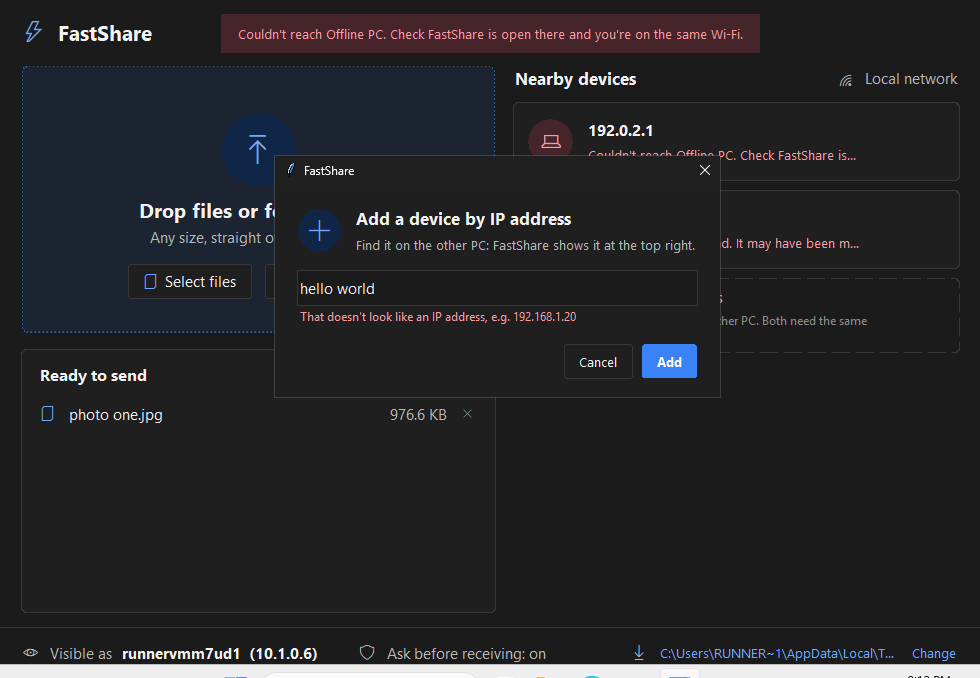 FastShare
Couldn't reach Offline PC. Check FastShare is open there and you're on the same Wi-Fi.
Nearby devices
Local network
192.0.2.1
Couldn't reach Offline PC. Check FastShare is...
d. It may have been m...
her PC. Both need the same
Drop files or f
Any size, straight o
Select files
FastShare
Add a device by IP address
Find it on the other PC: FastShare shows it at the top right.
hello world
That doesn't look like an IP address, e.g. 192.168.1.20
Cancel
Add
Ready to send
photo one.jpg
976.6 KB
Visible as runnervmm7ud1 (10.1.0.6)
Ask before receiving: on
C:\Users\RUNNER~1\AppData\Local\T...
Change